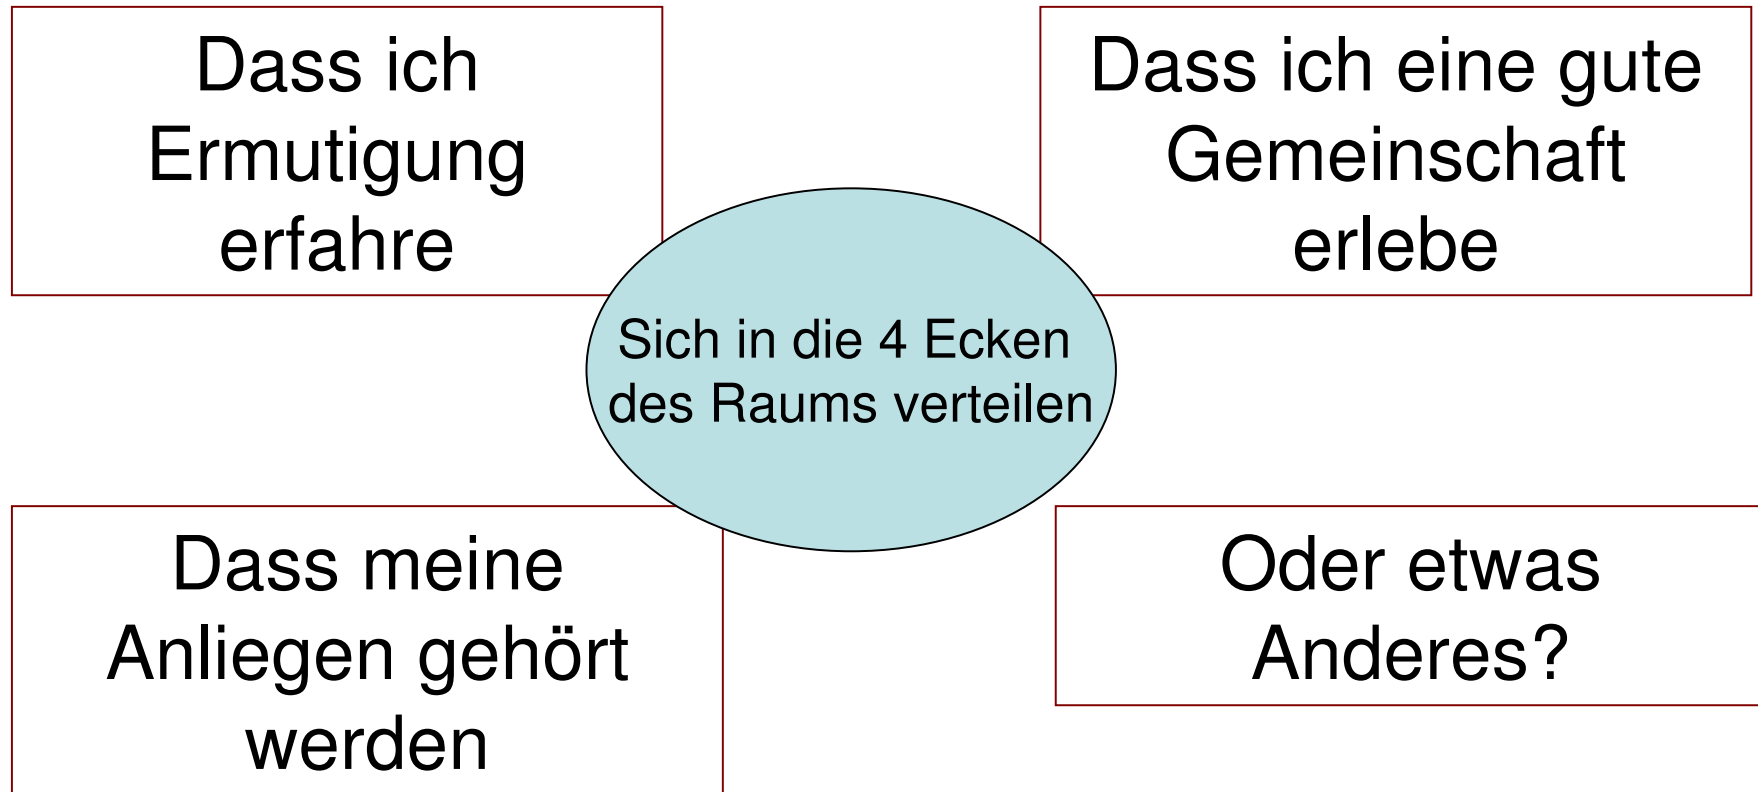 Dass ich
Ermutigung
erfahre
Dass ich eine gute
Gemeinschaft
erlebe
Sich in die 4 Ecken
des Raums verteilen
Dass meine
Anliegen gehört
werden
Oder etwas
Anderes?